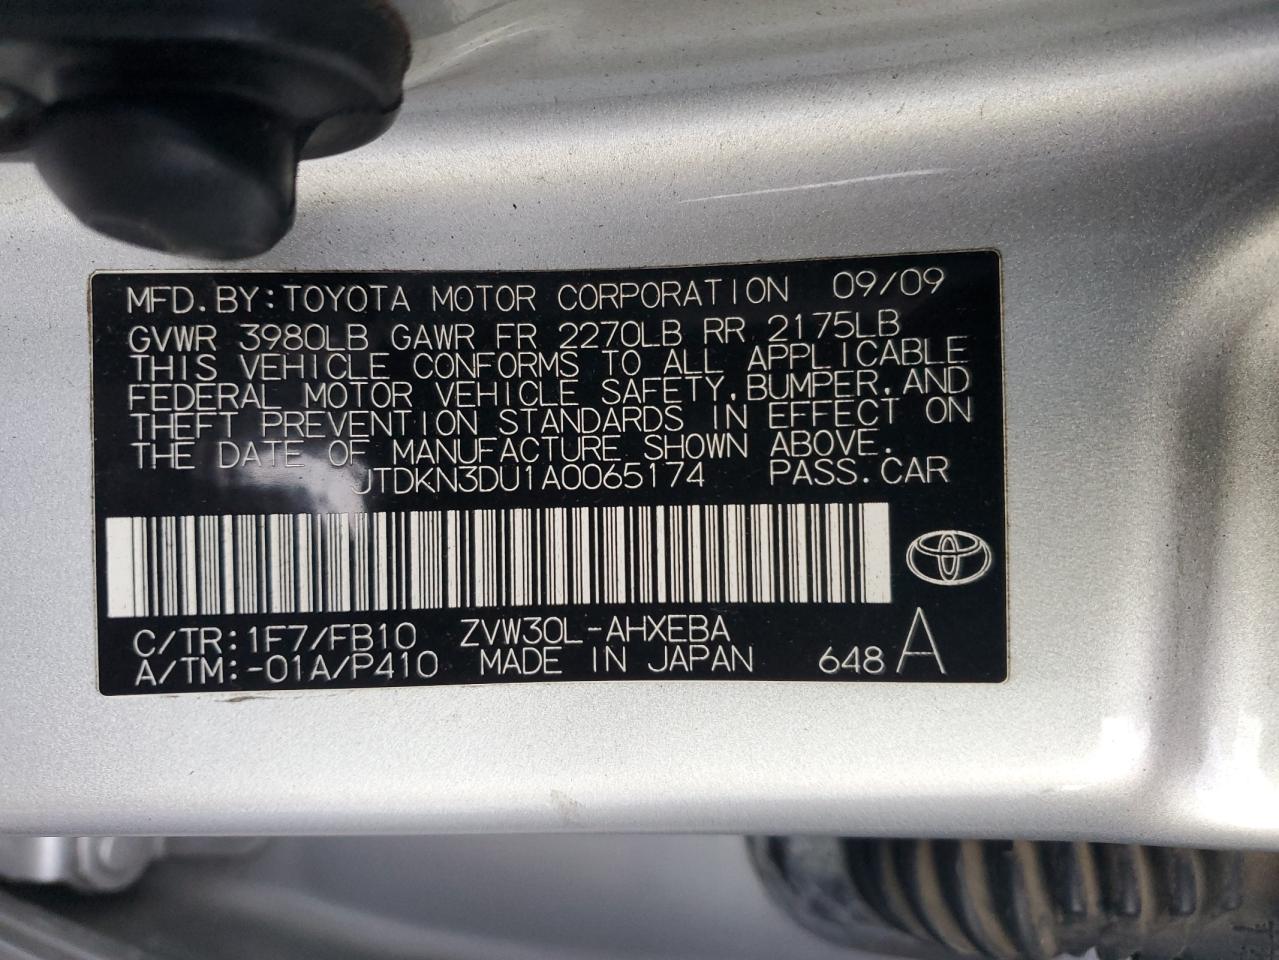 MFD.BY:TOYOTA MOTOR CORPORATION 09/09
GVWR 3980LB GAWR FR 2270LB RR 2175LB
THIS VEHICLE CONFORMS TO ALL APPLICABLE
FEDERAL MOTOR VEHICLE SAFETY,BUMPER,AND
THEFT PREVENTION STANDARDS IN EFFECT ON
THE DATE OF MANUFACTURE SHOWN ABOVE.
JTDKN3DU1A0065174 PASS.CAR
C/TR:1F7/FB10 ZVW30L-AHXEBA
A/TM:-01A/P410 MADE IN JAPAN 648 A